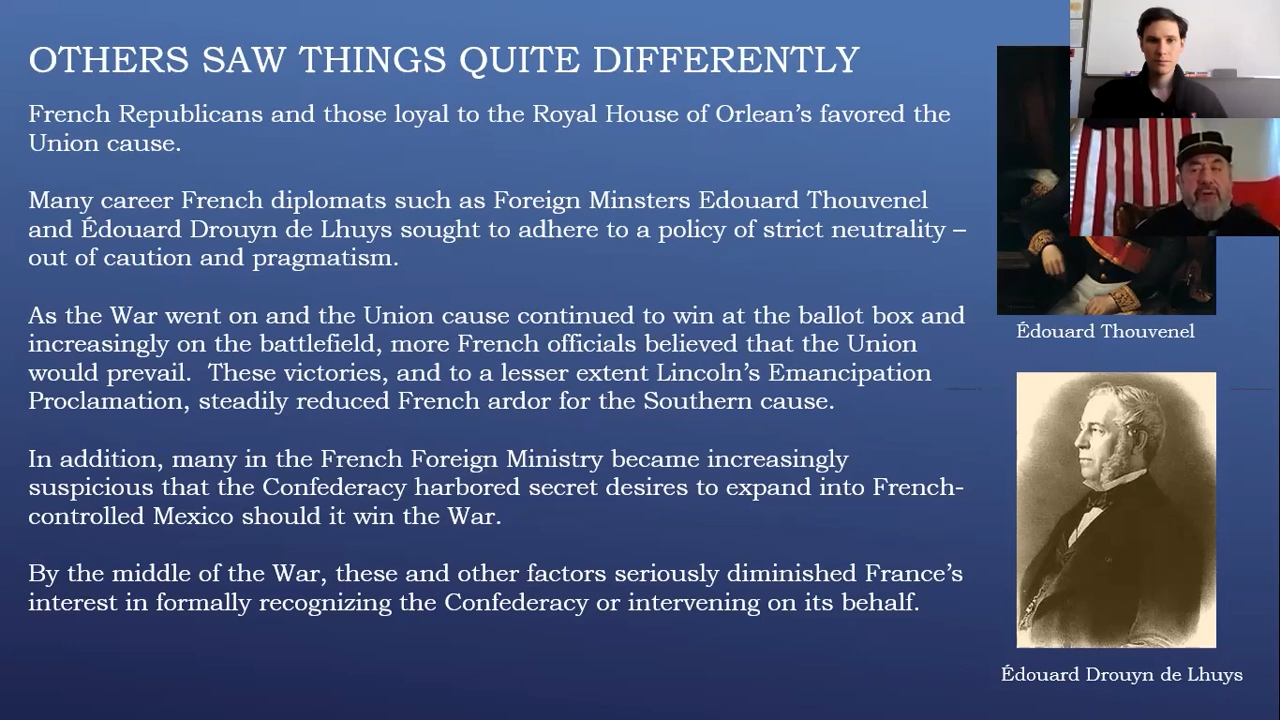 OTHERS SAW THINGS QUITE DIFFERENTLY
French Republicans and those loyal to the Royal House of Orlean's favored the
Union cause.
Many career French diplomats such as Foreign Minsters Edouard Thouvenel
and Édouard Drouyn de Lhuys sought to adhere to a policy of strict neutrality –
out of caution and pragmatism.
As the War went on and the Union cause continued to win at the ballot box and
increasingly on the battlefield, more French officials believed that the Union
would prevail.  These victories, and to a lesser extent Lincoln's Emancipation
Proclamation, steadily reduced French ardor for the Southern cause.
In addition, many in the French Foreign Ministry became increasingly
suspicious that the Confederacy harbored secret desires to expand into French-
controlled Mexico should it win the War.
By the middle of the War, these and other factors seriously diminished France's
interest in formally recognizing the Confederacy or intervening on its behalf.
Édouard Thouvenel
Édouard Drouyn de Lhuys